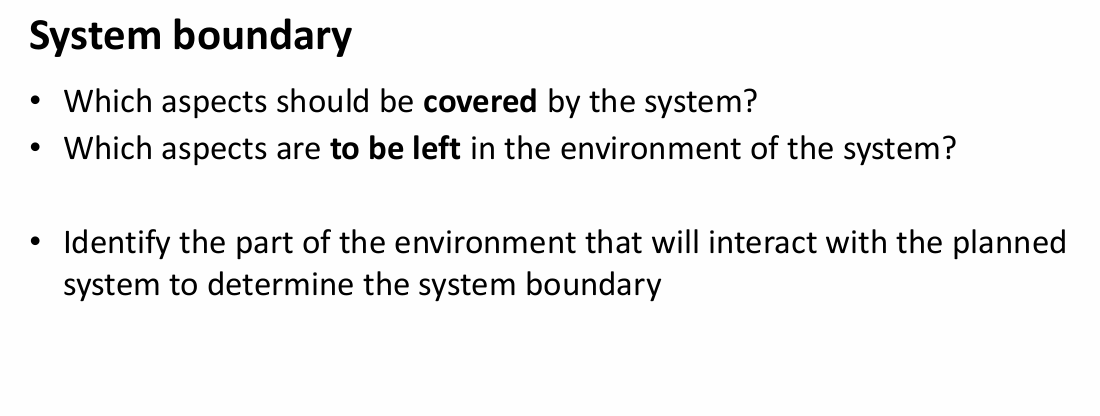 System boundary
• Which aspects should be covered by the system?
• Which aspects are to be left in the environment of the system?
• Identify the part of the environment that will interact with the planned
system to determine the system boundary